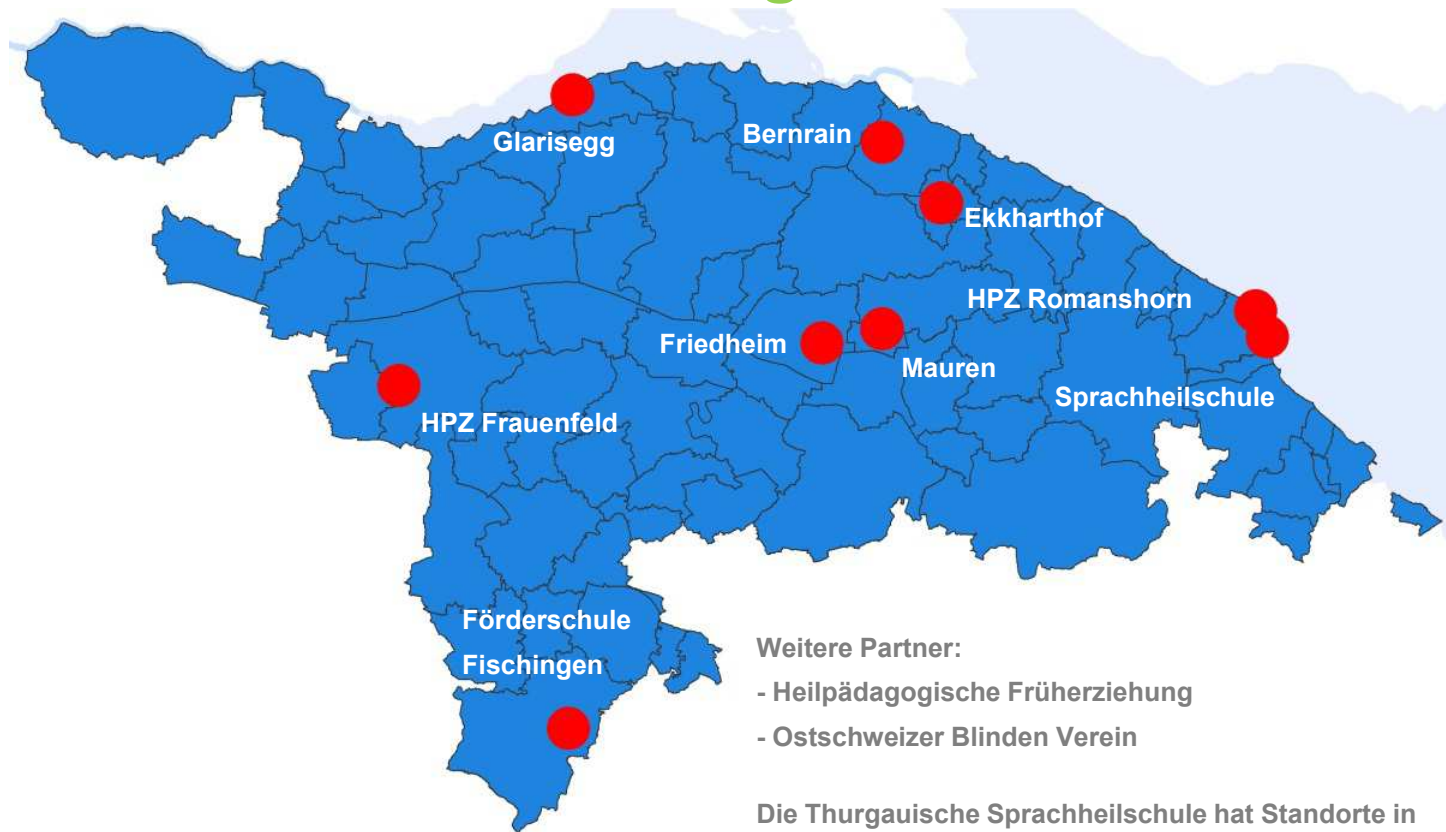 Glarisegg
Bernrain
Ekkharthof
HPZ Romanshorn
Friedheim
Mauren
Sprachheilschule
HPZ Frauenfeld
Förderschule
Fischingen
Weitere Partner:
- Heilpädagogische Früherziehung
- Ostschweizer Blinden Verein
Die Thurgauische Sprachheilschule hat Standorte in